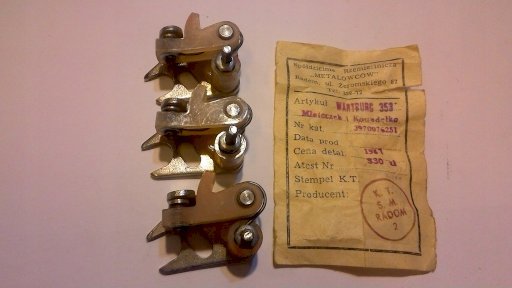 Spółdzielnia Rzemieślnicza
"METALOWCÓW"
Radom, ul. Żeromskiego 87
Artykuł WARTBURG 353"
Młoteczek i Kowadełko
Nr kat.
Data prod
Cena detal.
Atest Nr
Stempel K.T.
Producent:
K. T.
S. M.
RADOM
2